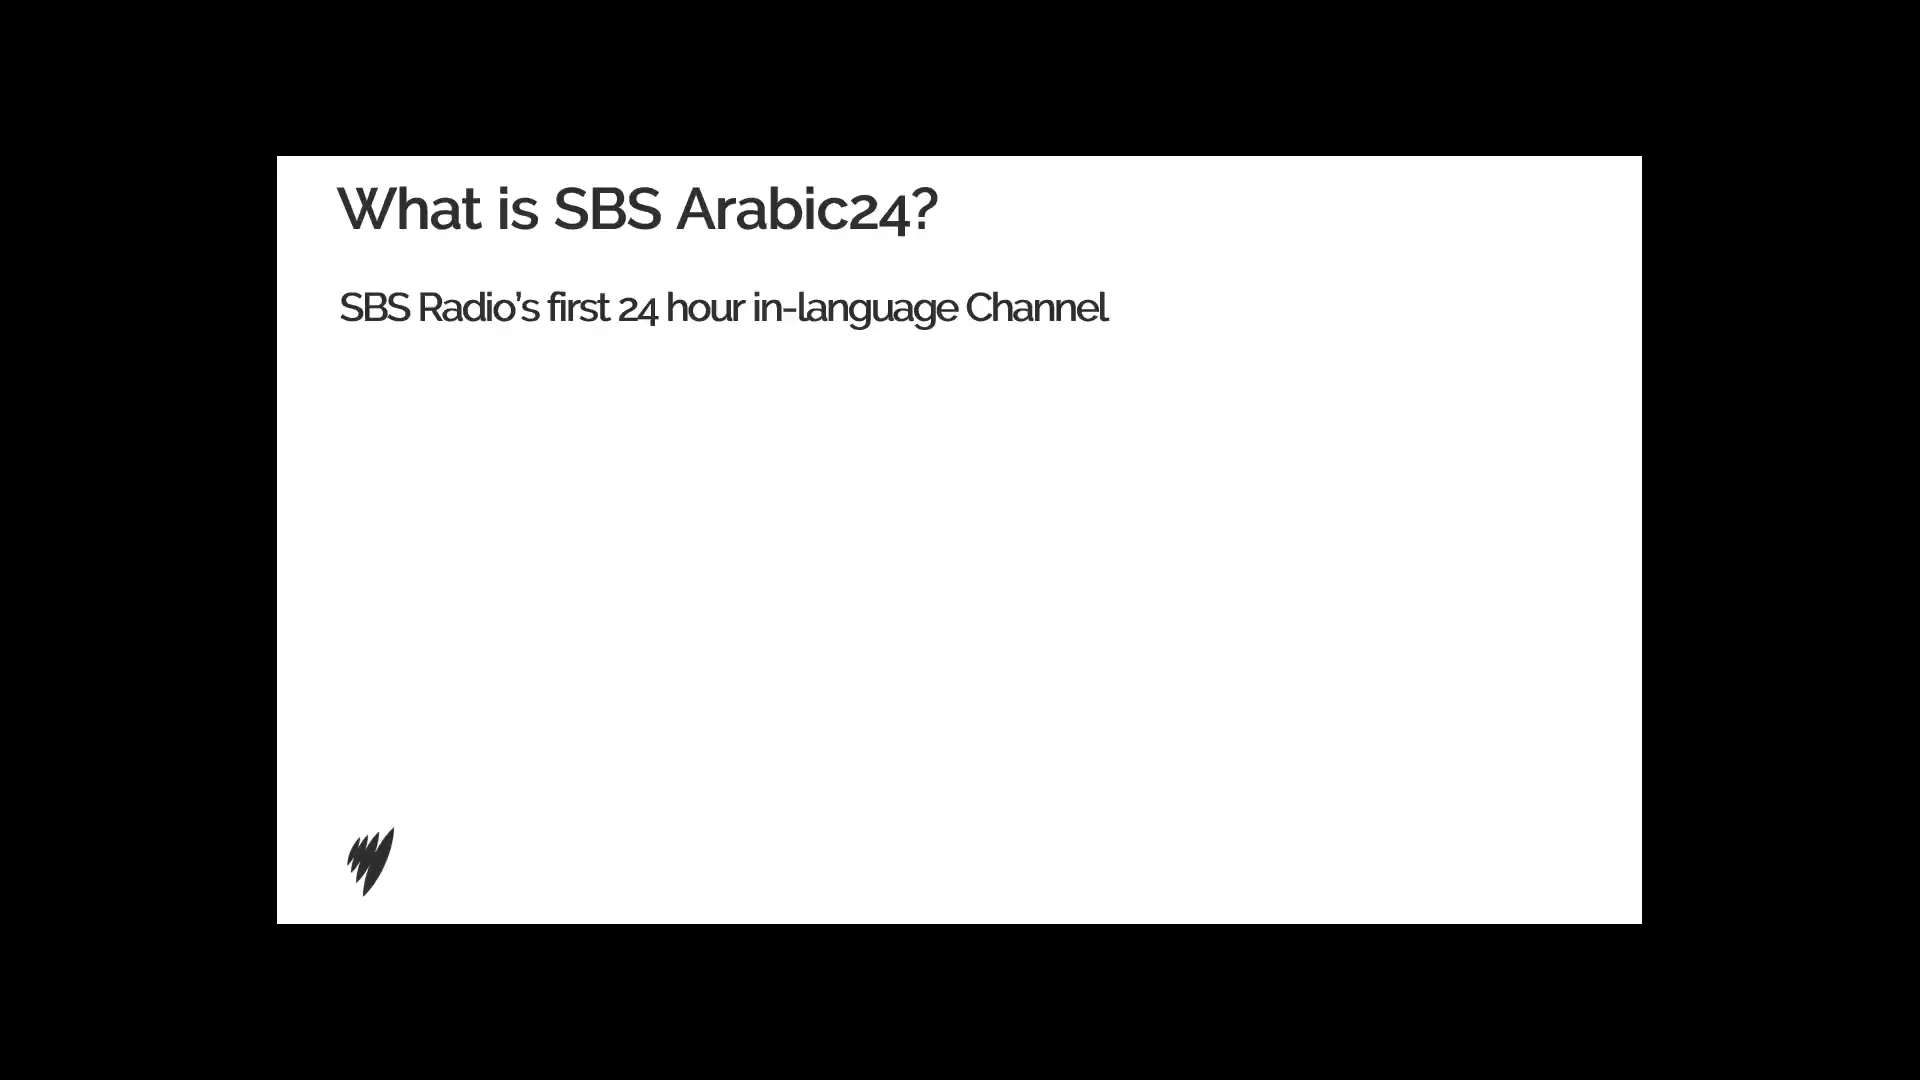 What is SBS Arabic24?
SBS Radio’s first 24 hour in-language Channel